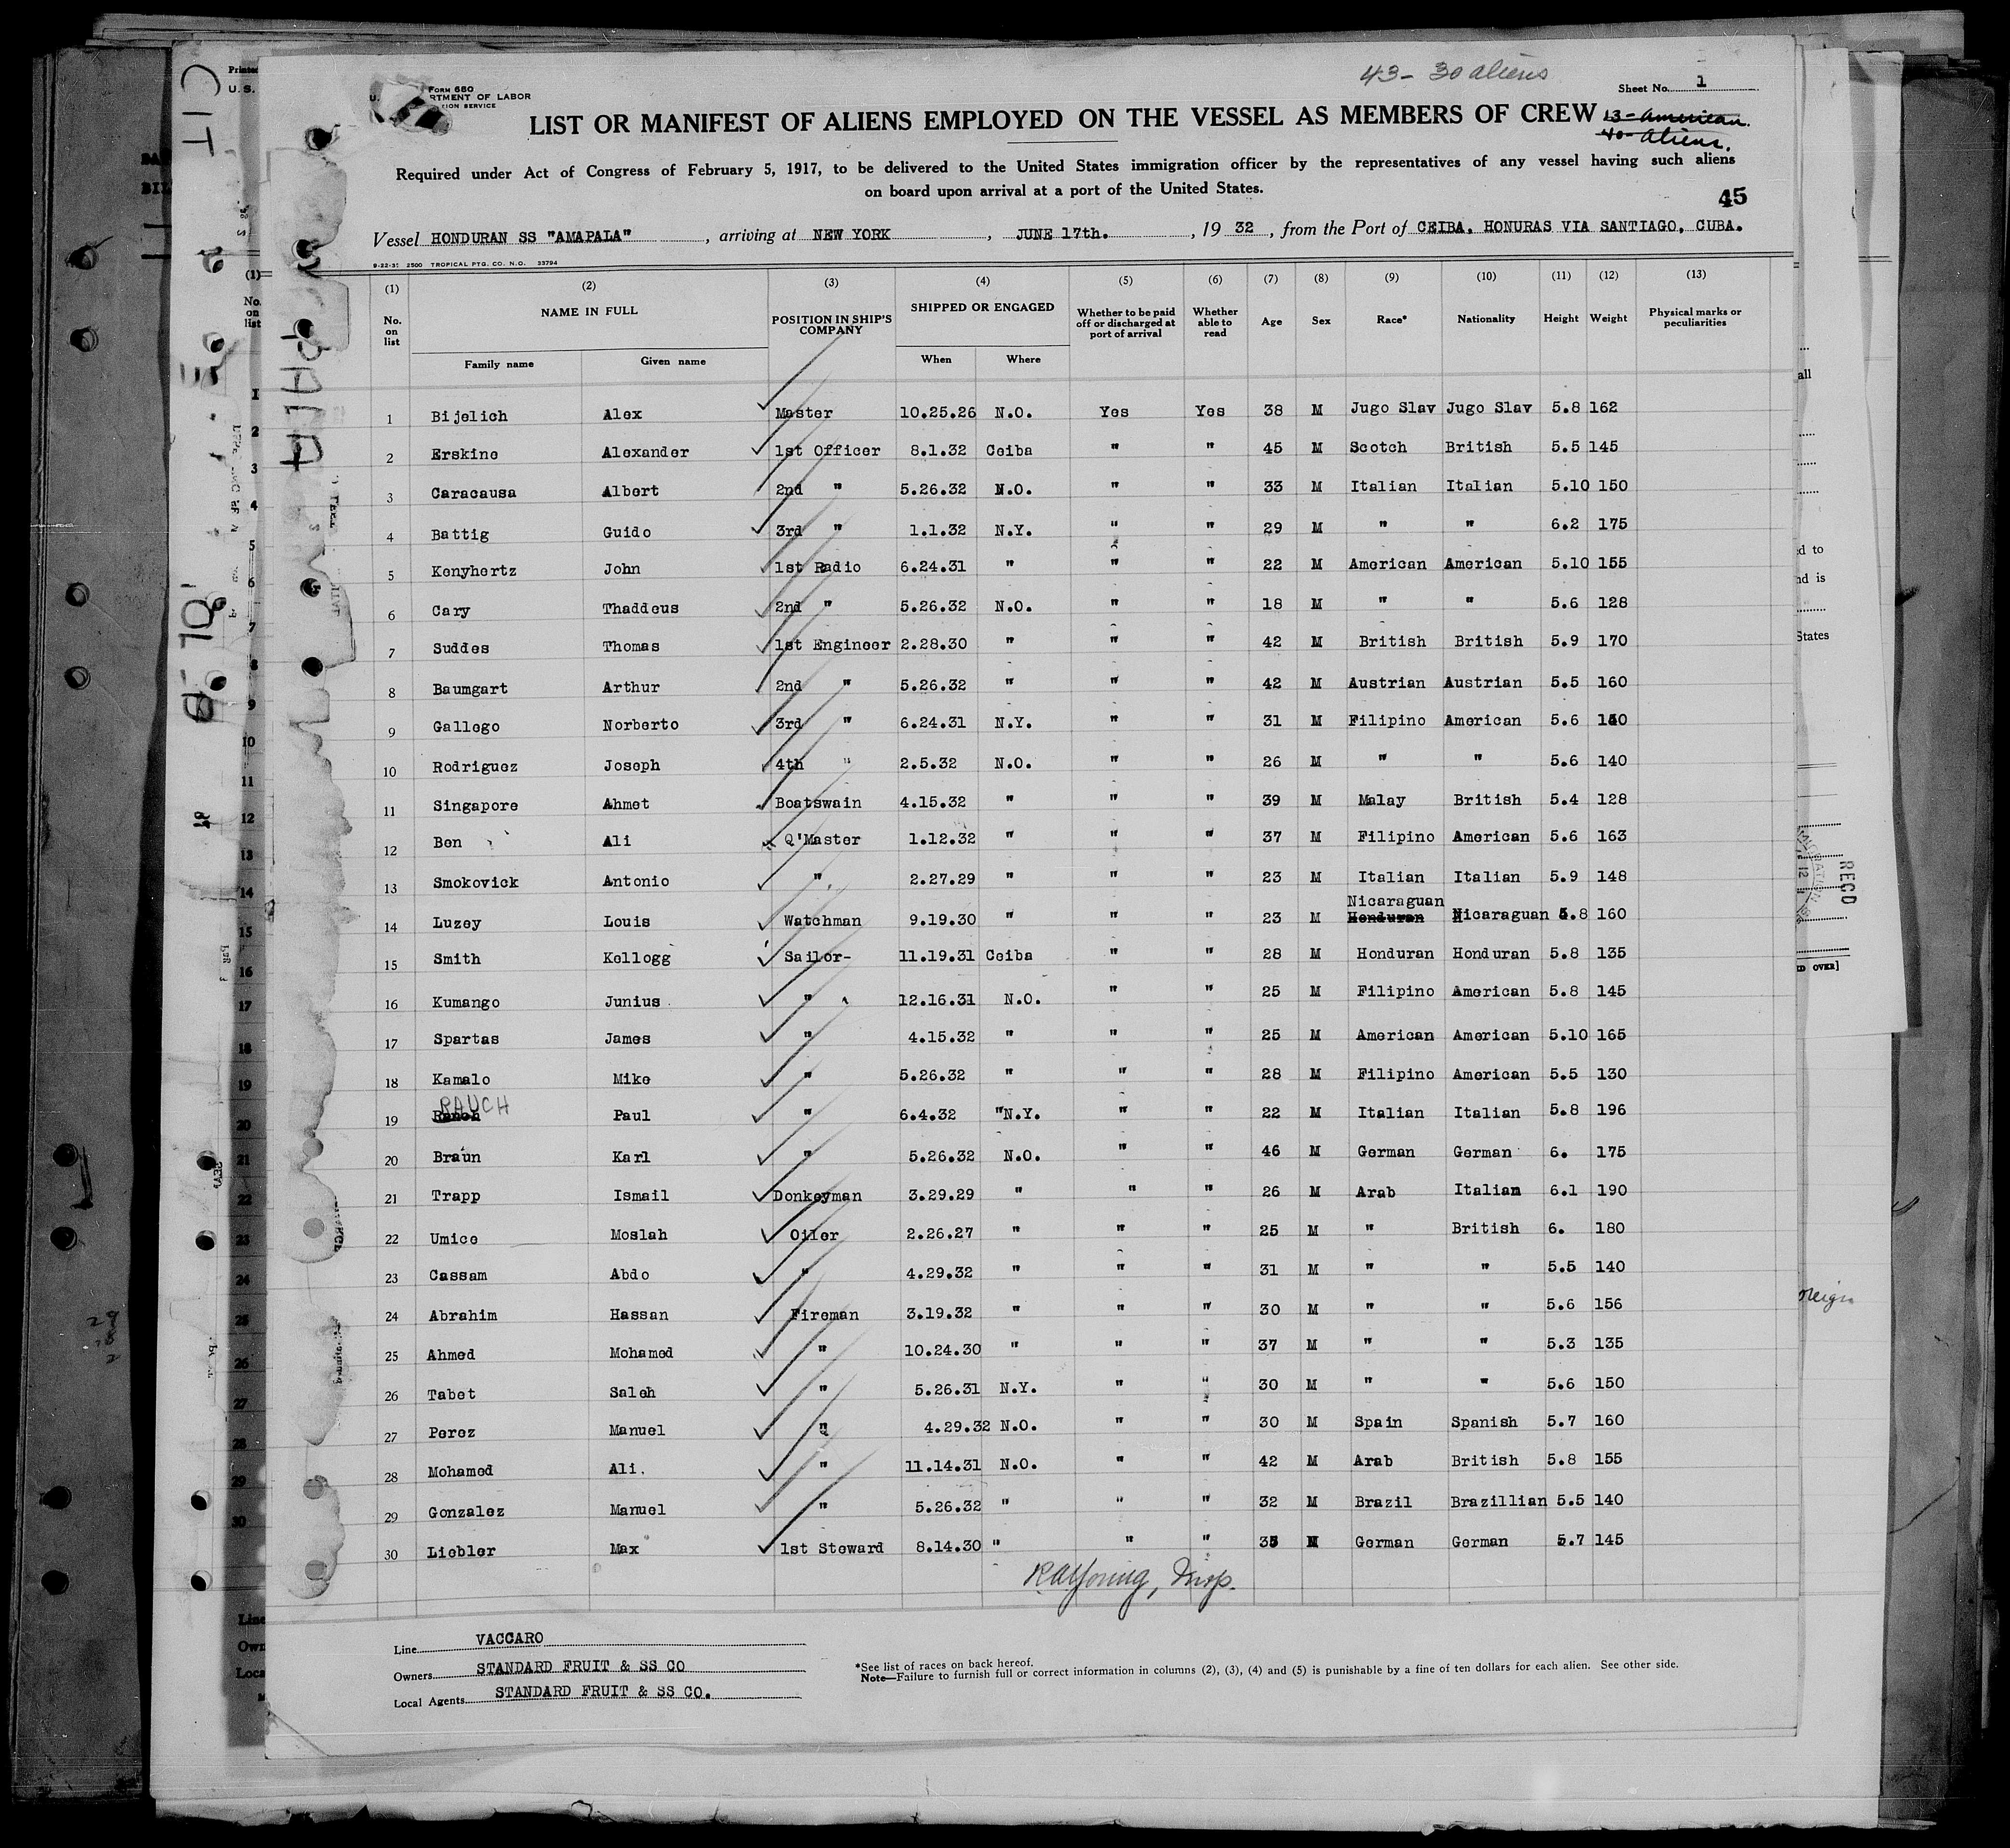 43- 30 aliens
FORM 680
U. RTMENT OF LABOR
TION SERVICE
Sheet No. 1
LIST OR MANIFEST OF ALIENS EMPLOYED ON THE VESSEL AS MEMBERS OF CREW
13- American.
40- Aliens.
Required under Act of Congress of February 5, 1917, to be delivered to the United States immigration officer by the representatives of any vessel having such aliens
on board upon arrival at a port of the United States.
45
Vessel HONDURAN SS "AMAPALA", arriving at NEW YORK, JUNE 17th., 19 32, from the Port of CEIBA. HONURAS VIA SANTIAGO, CUBA.
9-22-31 2500 TROPICAL PTG. CO. N.O. 33794
(1) (2) (3) (4) (5) (6) (7) (8) (9) (10) (11) (12) (13)
No. on list NAME IN FULL POSITION IN SHIP'S COMPANY SHIPPED OR ENGAGED Whether to be paid off or discharged at port of arrival Whether able to read Age Sex Race* Nationality Height Weight Physical marks or peculiarities
Family name Given name When Where
1 Bijelich Alex Master 10.25.26 N.O. Yes Yes 38 M Jugo Slav Jugo Slav 5.8 162
2 Erskine Alexander 1st Officer 8.1.32 Ceiba " " 45 M Scotch British 5.5 145
3 Caracausa Albert 2nd " 5.26.32 N.O. " " 33 M Italian Italian 5.10 150
4 Battig Guido 3rd " 1.1.32 N.Y. " " 29 M " " 6.2 175
5 Kenyhertz John 1st Radio 6.24.31 " " " 22 M American American 5.10 155
6 Cary Thaddeus 2nd " 5.26.32 N.O. " " 18 M " " 5.6 128
7 Suddes Thomas 1st Engineer 2.28.30 " " " 42 M British British 5.9 170
8 Baumgart Arthur 2nd " 5.26.32 " " " 42 M Austrian Austrian 5.5 160
9 Gallego Norberto 3rd " 6.24.31 N.Y. " " 31 M Filipino American 5.6 140
10 Rodriguez Joseph 4th " 2.5.32 N.O. " " 26 M " " 5.6 140
11 Singapore Ahmet Boatswain 4.15.32 " " " 39 M Malay British 5.4 128
12 Ben Ali Q'Master 1.12.32 " " " 37 M Filipino American 5.6 163
13 Smokovick Antonio " 2.27.29 " " " 23 M Italian Italian 5.9 148
14 Luzey Louis Watchman 9.19.30 " " " 23 M Nicaraguan Honduran Nicaraguan 5.8 160
15 Smith Kellogg Sailor- 11.19.31 Ceiba " " 28 M Honduran Honduran 5.8 135
16 Kumango Junius " 12.16.31 N.O. " " 25 M Filipino American 5.8 145
17 Spartas James " 4.15.32 " " " 25 M American American 5.10 165
18 Kamalo Mike " 5.26.32 " " " 28 M Filipino American 5.5 130
19 RAUCH Paul " 6.4.32 "N.Y. " " 22 M Italian Italian 5.8 196
20 Braun Karl " 5.26.32 N.O. " " 46 M German German 6. 175
21 Trapp Ismail Donkeyman 3.29.29 " " " 26 M Arab Italian 6.1 190
22 Umice Moslah Oiler 2.26.27 " " " 25 M " British 6. 180
23 Cassam Abdo " 4.29.32 " " " 31 M " " 5.5 140
24 Abrahim Hassan Fireman 3.19.32 " " " 30 M " " 5.6 156
25 Ahmed Mohamed " 10.24.30 " " " 37 M " " 5.3 135
26 Tabet Saleh " 5.26.31 N.Y. " " 30 M " " 5.6 150
27 Perez Manuel " 4.29.32 N.O. " " 30 M Spain Spanish 5.7 160
28 Mohamed Ali. " 11.14.31 N.O. " " 42 M Arab British 5.8 155
29 Gonzalez Manuel " 5.26.32 " " " 32 M Brazil Brazillian 5.5 140
30 Liebler Max 1st Steward 8.14.30 " " " 35 M German German 5.7 145
RA Young, Insp.
Line VACCARO
Owners STANDARD FRUIT & SS CO
Local Agents STANDARD FRUIT & SS CO.
*See list of races on back hereof.
Note—Failure to furnish full or correct information in columns (2), (3), (4) and (5) is punishable by a fine of ten dollars for each alien. See other side.